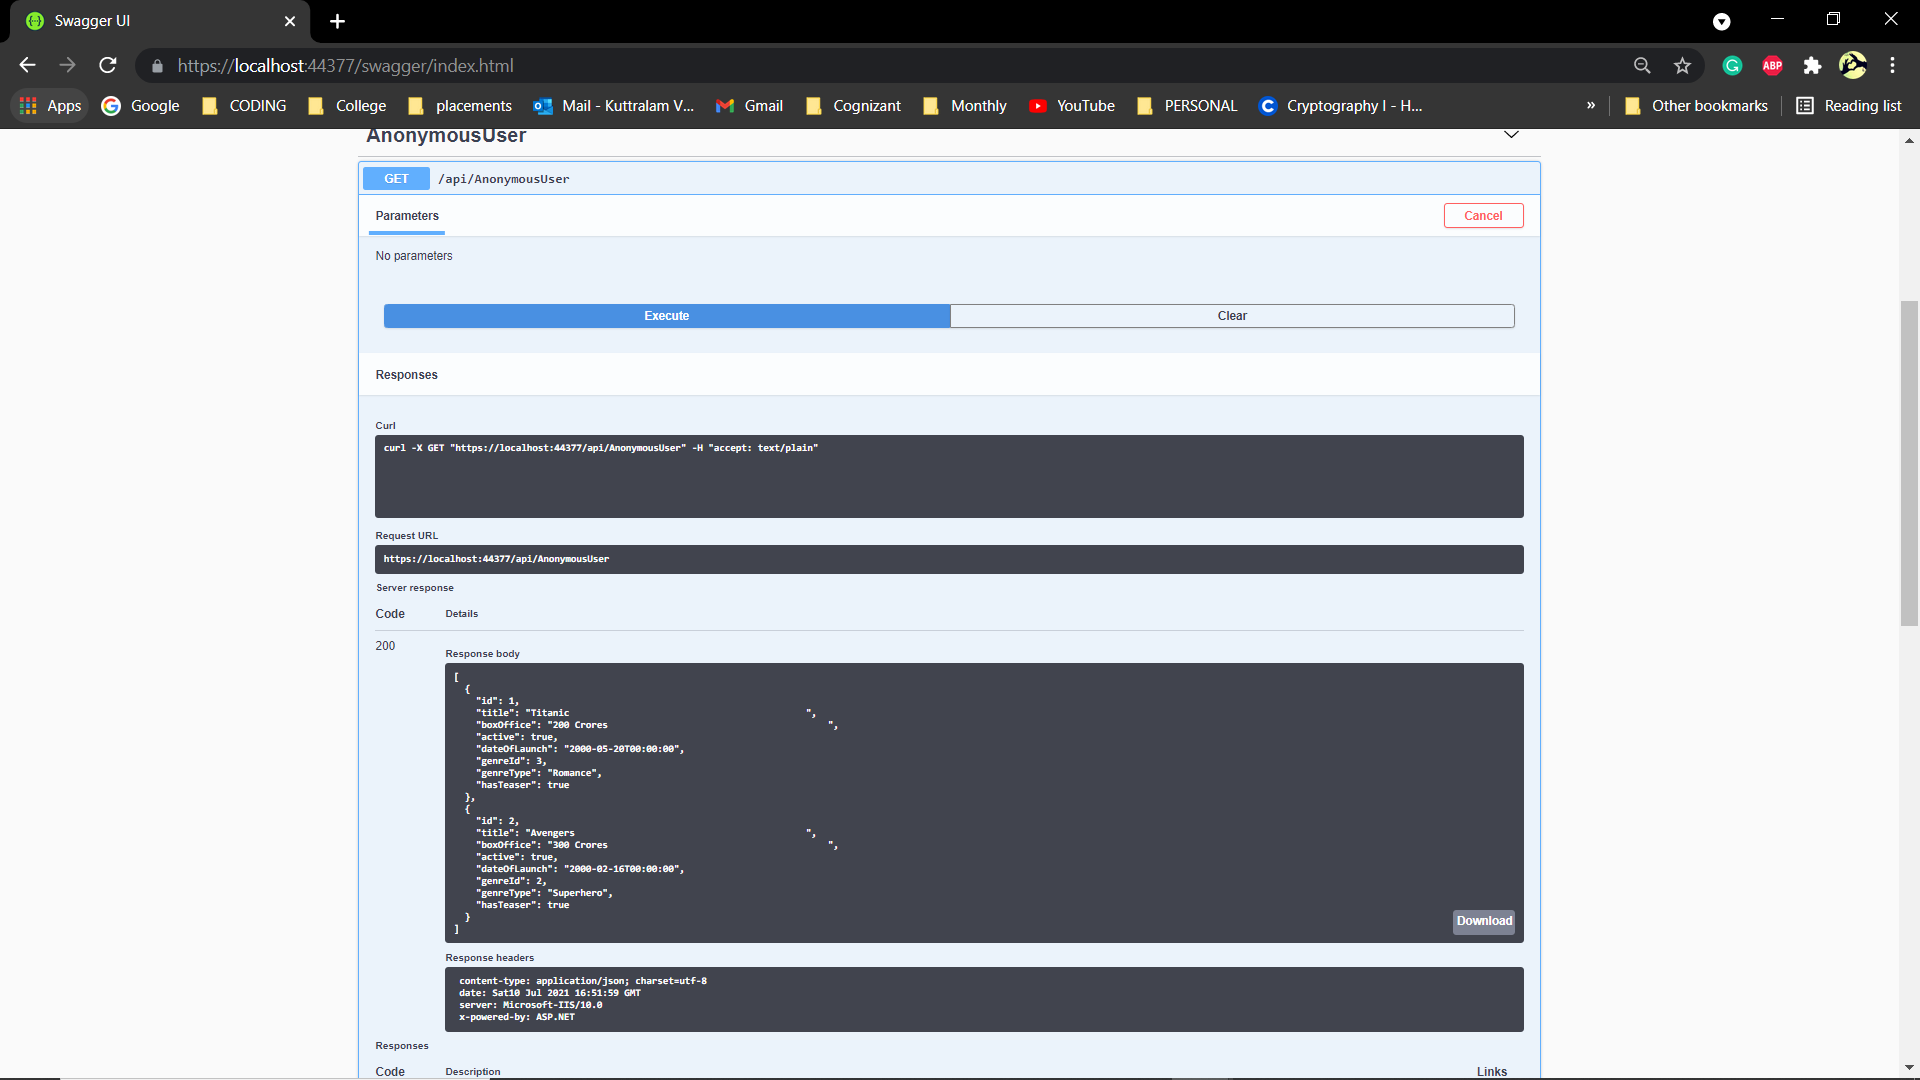 Swagger UI
https://localhost:44377/swagger/index.html
ABP
Apps Google CODING College placements Mail - Kuttralam V... Gmail Cognizant Monthly YouTube PERSONAL Cryptography I - H... » Other bookmarks Reading list
AnonymousUser
GET /api/AnonymousUser
Parameters Cancel
No parameters
Execute Clear
Responses
Curl
curl -X GET "https://localhost:44377/api/AnonymousUser" -H "accept: text/plain"
Request URL
https://localhost:44377/api/AnonymousUser
Server response
Code Details
200
Response body
[
{
"id": 1,
"title": "Titanic ",
"boxOffice": "200 Crores ",
"active": true,
"dateOfLaunch": "2000-05-20T00:00:00",
"genreId": 3,
"genreType": "Romance",
"hasTeaser": true
},
{
"id": 2,
"title": "Avengers ",
"boxOffice": "300 Crores ",
"active": true,
"dateOfLaunch": "2000-02-16T00:00:00",
"genreId": 2,
"genreType": "Superhero",
"hasTeaser": true
}
]
Download
Response headers
content-type: application/json; charset=utf-8
date: Sat10 Jul 2021 16:51:59 GMT
server: Microsoft-IIS/10.0
x-powered-by: ASP.NET
Responses
Code Description Links